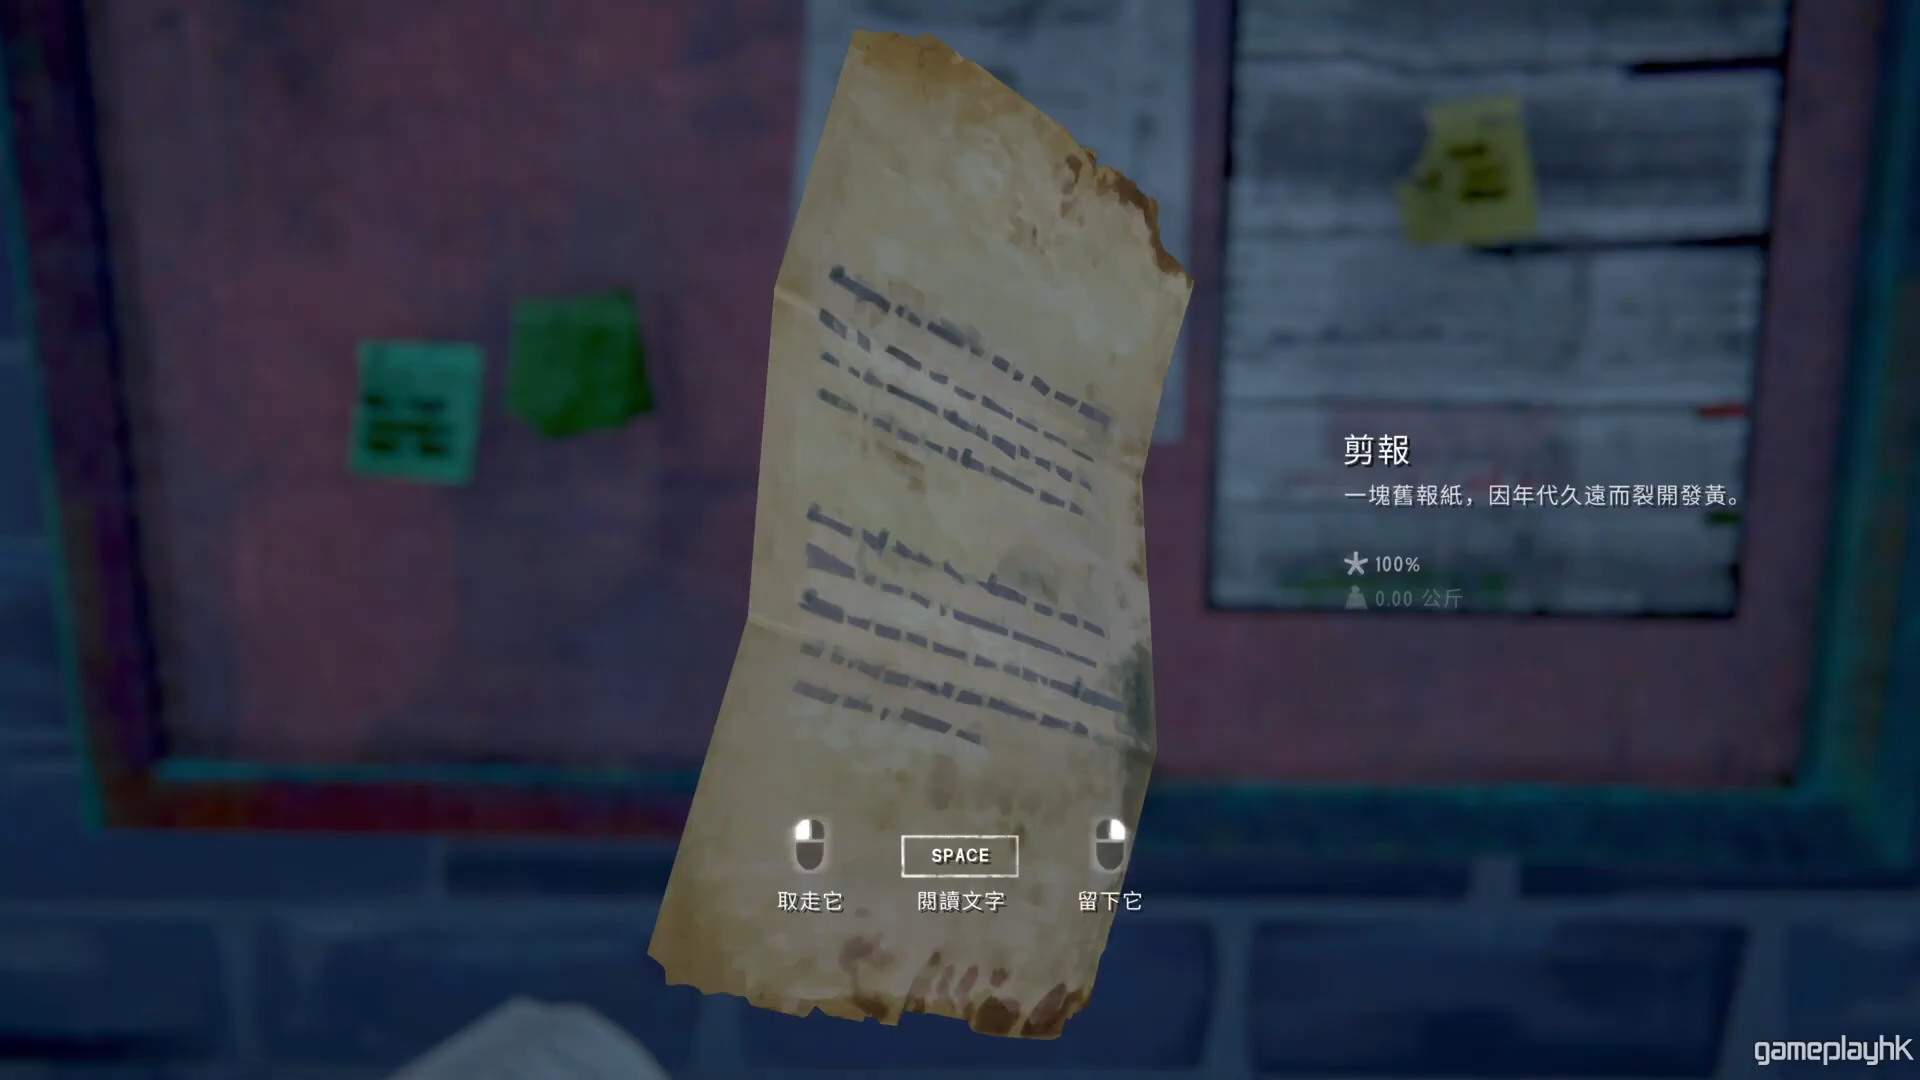 剪報
一塊舊報紙，因年代久遠而裂開發黃。
100%
0.00 公斤
SPACE
取走它
閱讀文字
留下它
gameplayhk